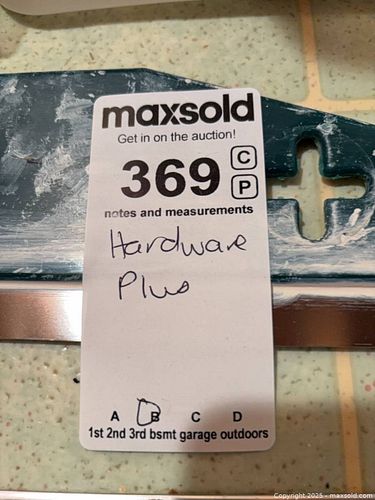 maxsold
Get in on the auction!
369 C
P
notes and measurements
Hardware
Plus
A B C D
1st 2nd 3rd bsmt garage outdoors
Copyright 2025 - maxsold.com